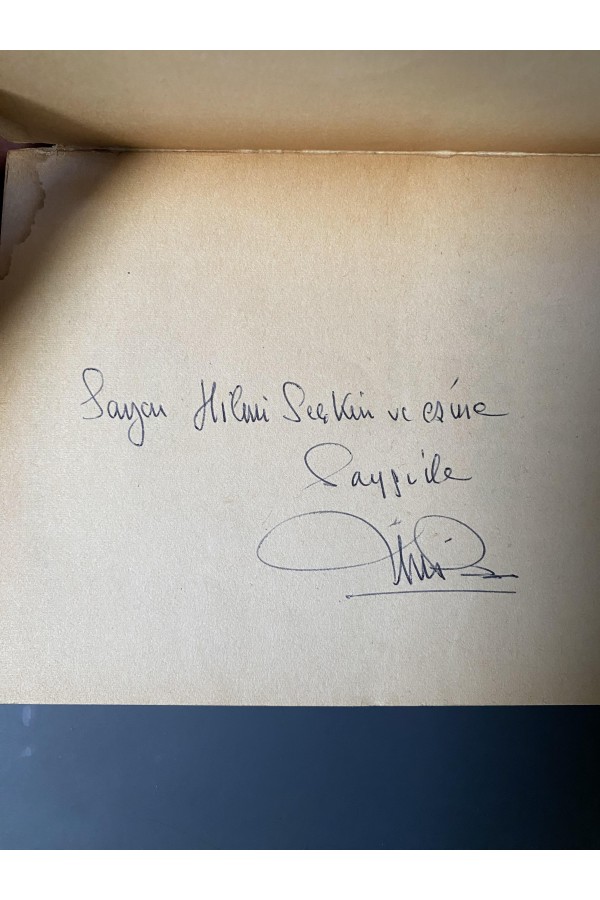 Sayın Hilmi Seçkin ve eşine
Saygı ile